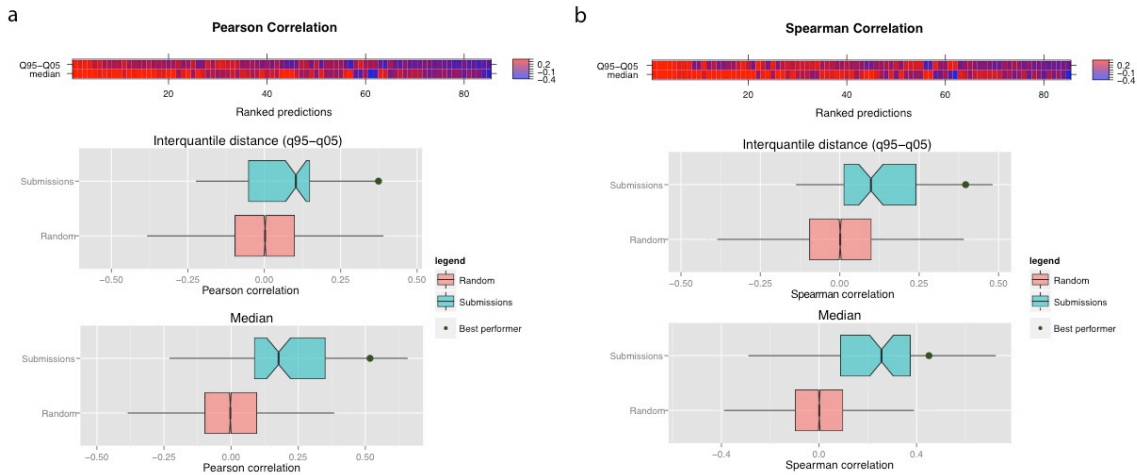 a
Pearson Correlation
Q95−Q05
median
0.2
−0.1
−0.4
20 40 60 80
Ranked predictions
Interquantile distance (q95−q05)
Submissions
Random
−0.50 −0.25 0.00 0.25 0.50
Pearson correlation
legend
Random
Submissions
Best performer
Median
Submissions
Random
−0.50 −0.25 0.00 0.25 0.50
Pearson correlation
b
Spearman Correlation
Q95−Q05
median
0.2
−0.1
−0.4
20 40 60 80
Ranked predictions
Interquantile distance (q95−q05)
Submissions
Random
−0.50 −0.25 0.00 0.25 0.50
Spearman correlation
legend
Random
Submissions
Best performer
Median
Submissions
Random
−0.4 0.0 0.4
Spearman correlation